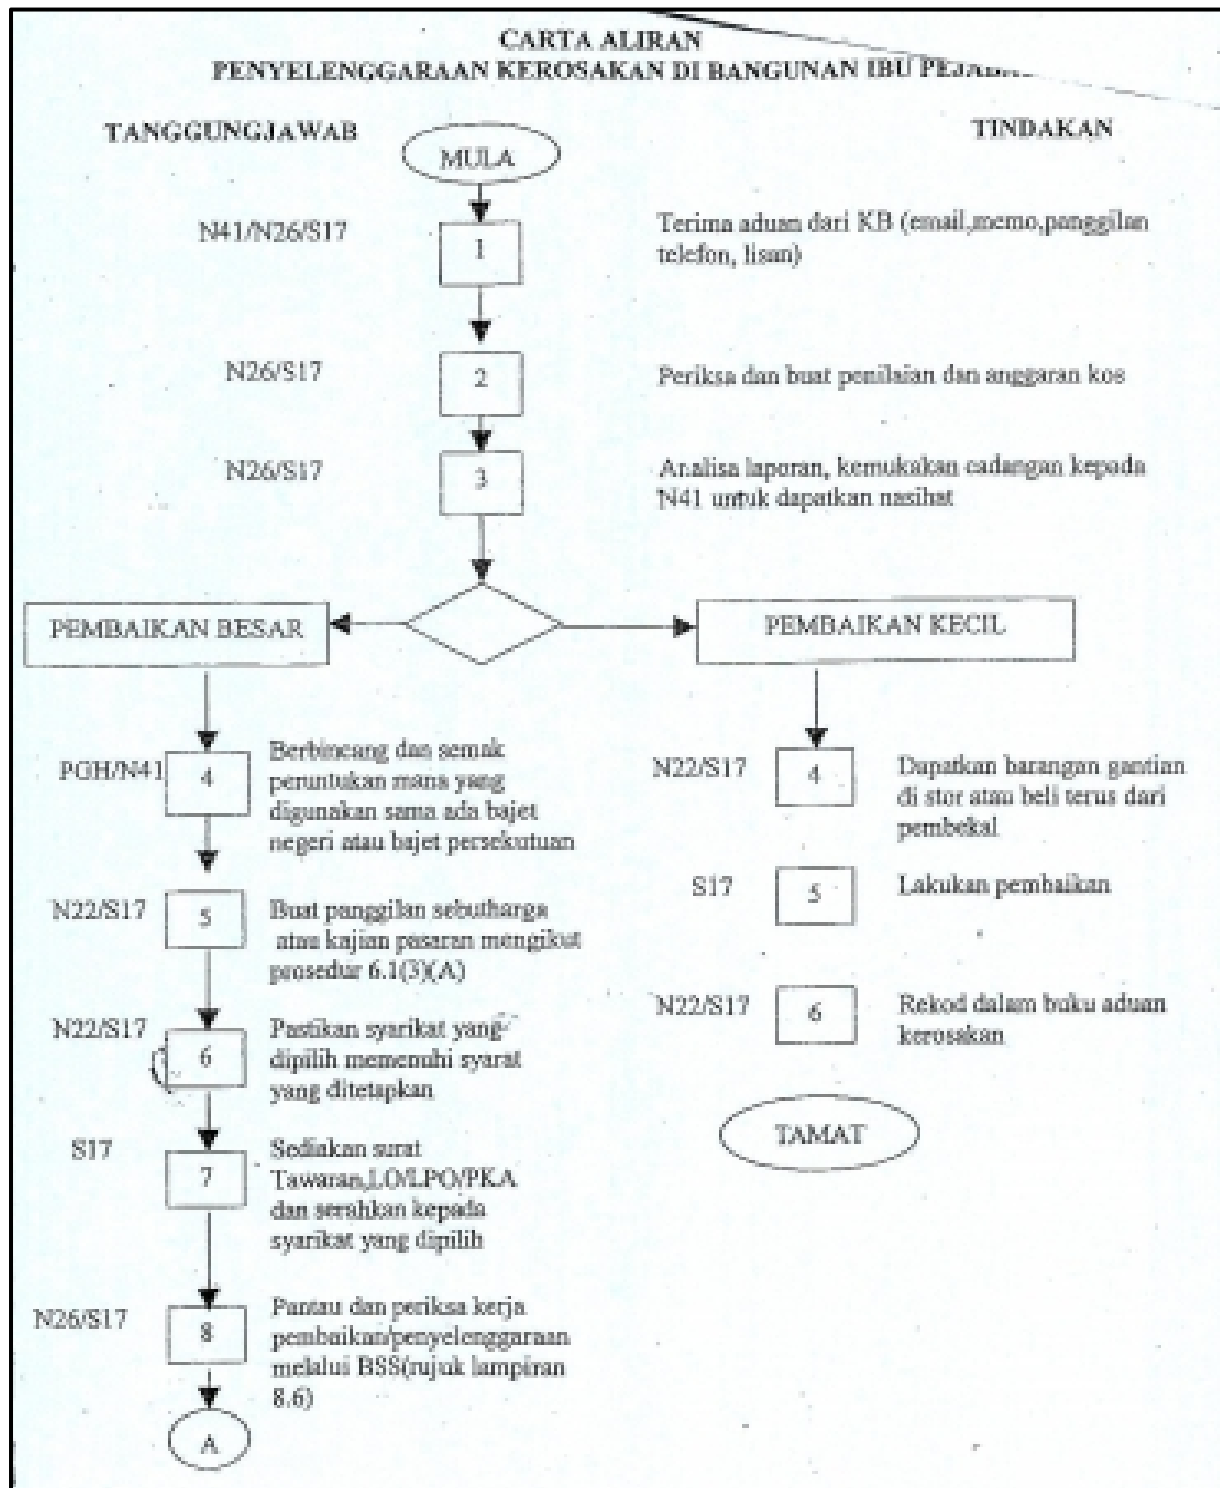 CARTA ALIRAN
PENYELENGGARAAN KEROSAKAN DI BANGUNAN IBU
TANGGUNGJAWAB
MULA
TINDAKAN
N41/N26/S17
1
Terima aduan dari KB (email,memo,panggilan
telefon, lisan)
N26/S17
2
Periksa dan buat penilaian dan anggaran kos
N26/S17
3
Analisa laporan, kemukakan cadangan kepada
N41 untuk dapatkan nasihat
PEMBAIKAN BESAR
PEMBAIKAN KECIL
PGH/N41
4
Berbincang dan semak
peruntukan mana yang
digunakan sama ada bajet
negeri atau bajet persekutuan
N22/S17
5
Buat panggilan sebutharga
atau kajian pasaran mengikut
prosedur 6.1(3)(A)
N22/S17
6
Pastikan syarikat yang
dipilih memenuhi syarat
yang ditetapkan
S17
7
Sediakan surat
Tawaran,LO/LPO/PKA
dan serahkan kepada
syarikat yang dipilih
N26/S17
8
Pantau dan periksa kerja
pembaikan/penyelenggaraan
melalui BSS(rujuk lampiran
8.6)
A
N22/S17
4
Dapatkan barangan gantian
di stor atau beli terus dari
pembekal
S17
5
Lakukan pembaikan
N22/S17
6
Rekod dalam buku aduan
kerosakan
TAMAT